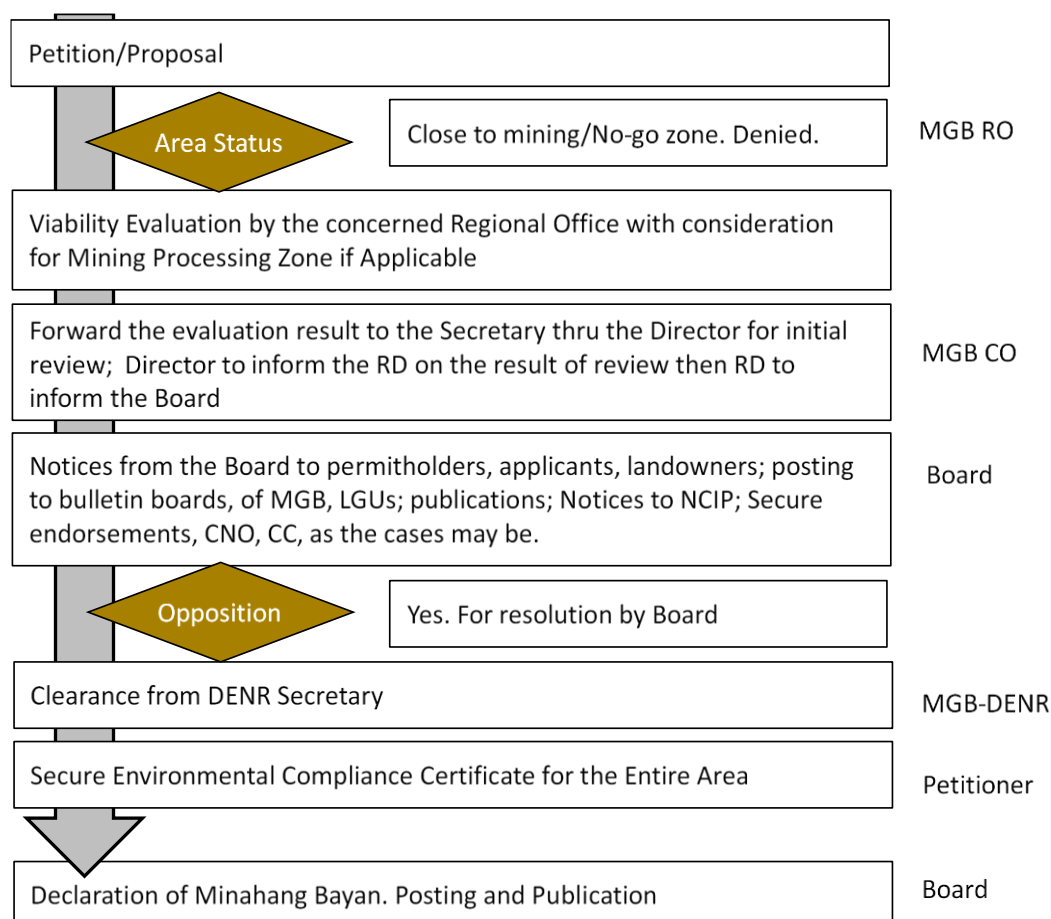 Petition/Proposal
Area Status
Close to mining/No-go zone. Denied.
MGB RO
Viability Evaluation by the concerned Regional Office with consideration
for Mining Processing Zone if Applicable
Forward the evaluation result to the Secretary thru the Director for initial
review;  Director to inform the RD on the result of review then RD to
inform the Board
MGB CO
Notices from the Board to permitholders, applicants, landowners; posting
to bulletin boards, of MGB, LGUs; publications; Notices to NCIP; Secure
endorsements, CNO, CC, as the cases may be.
Board
Opposition
Yes. For resolution by Board
Clearance from DENR Secretary
MGB-DENR
Secure Environmental Compliance Certificate for the Entire Area
Petitioner
Declaration of Minahang Bayan. Posting and Publication
Board